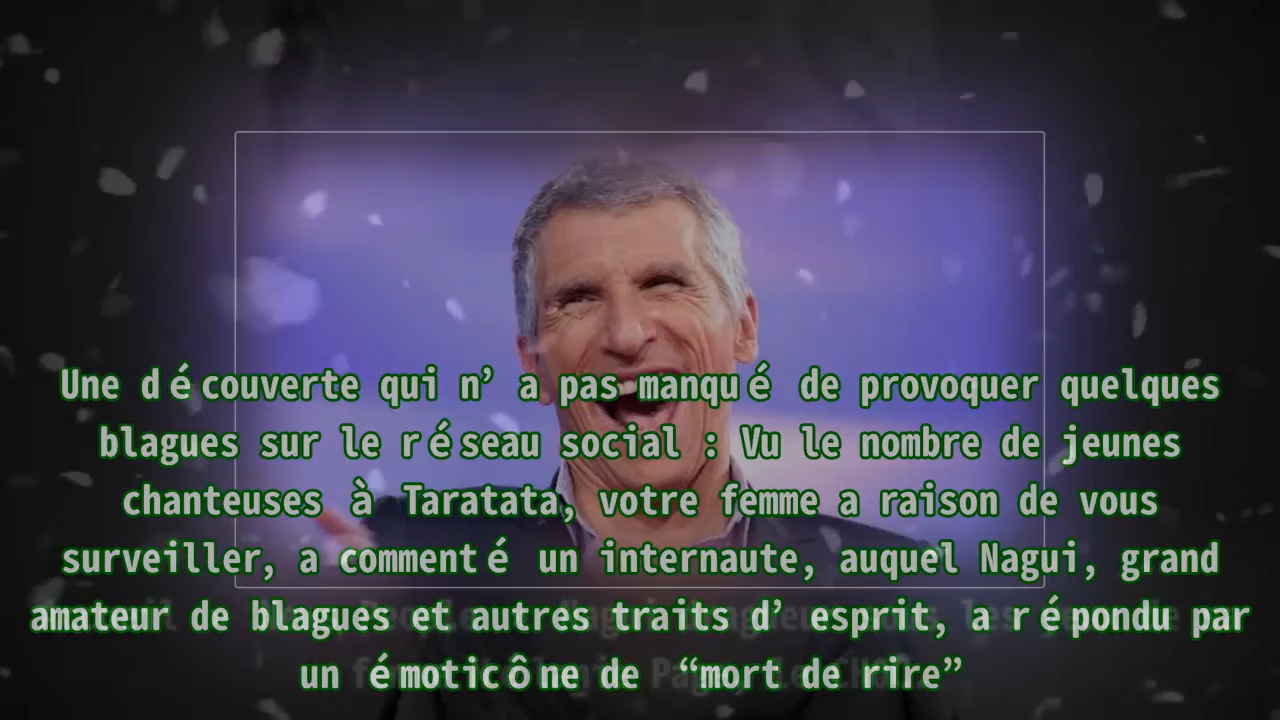 Une découverte qui n’ a pas manqué de provoquer quelques
blagues sur le réseau social : Vu le nombre de jeunes
chanteuses à Taratata, votre femme a raison de vous
surveiller, a commenté un internaute, auquel Nagui, grand
amateur de blagues et autres traits d’ esprit, a répondu par
un émoticône de “mort de rire”